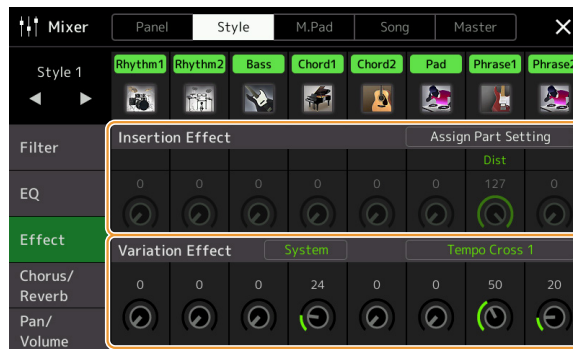 Mixer
Panel Style M.Pad Song Master ×
Style 1
Rhythm1 Rhythm2 Bass Chord1 Chord2 Pad Phrase1 Phrase2
Filter
EQ
Effect
Chorus/
Reverb
Pan/
Volume
Insertion Effect Assign Part Setting
Dist
0 0 0 0 0 0 127 0
Variation Effect System Tempo Cross 1
0 0 0 24 0 0 50 20